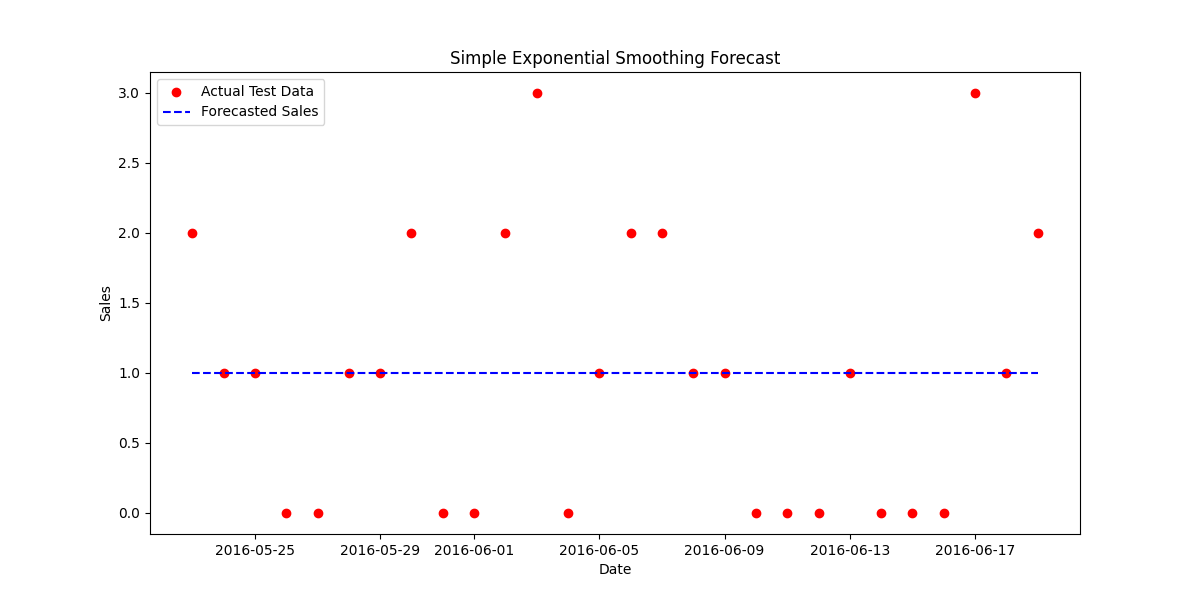 Simple Exponential Smoothing Forecast
Actual Test Data
Forecasted Sales
3.0
2.5
2.0
1.5
1.0
0.5
0.0
Sales
2016-05-25 2016-05-29 2016-06-01 2016-06-05 2016-06-09 2016-06-13 2016-06-17
Date